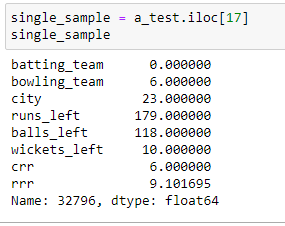 single_sample = a_test.iloc[17]
single_sample
batting_team 0.000000
bowling_team 6.000000
city 23.000000
runs_left 179.000000
balls_left 118.000000
wickets_left 10.000000
crr 6.000000
rrr 9.101695
Name: 32796, dtype: float64